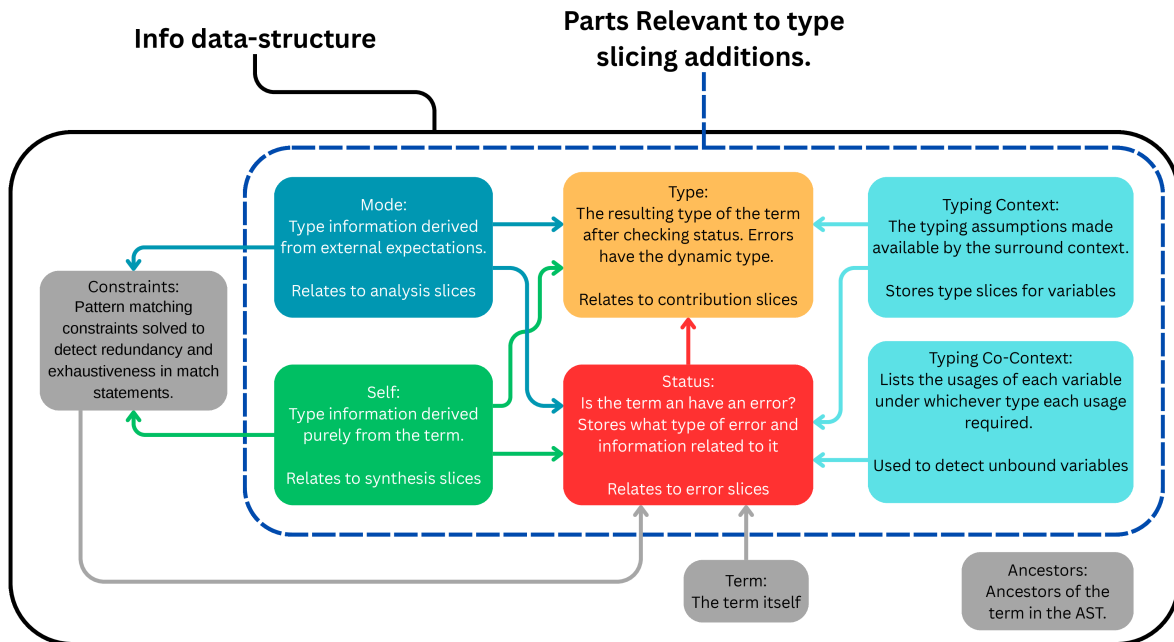 Info data-structure
Parts Relevant to type
slicing additions.
Mode:
Type information derived
from external expectations.
Relates to analysis slices
Type:
The resulting type of the term
after checking status. Errors
have the dynamic type.
Relates to contribution slices
Typing Context:
The typing assumptions made
available by the surround context.
Stores type slices for variables
Constraints:
Pattern matching
constraints solved to
detect redundancy and
exhaustiveness in match
statements.
Self:
Type information derived
purely from the term.
Relates to synthesis slices
Status:
Is the term an have an error?
Stores what type of error and
information related to it
Relates to error slices
Typing Co-Context:
Lists the usages of each variable
under whichever type each usage
required.
Used to detect unbound variables
Term:
The term itself
Ancestors:
Ancestors of the
term in the AST.